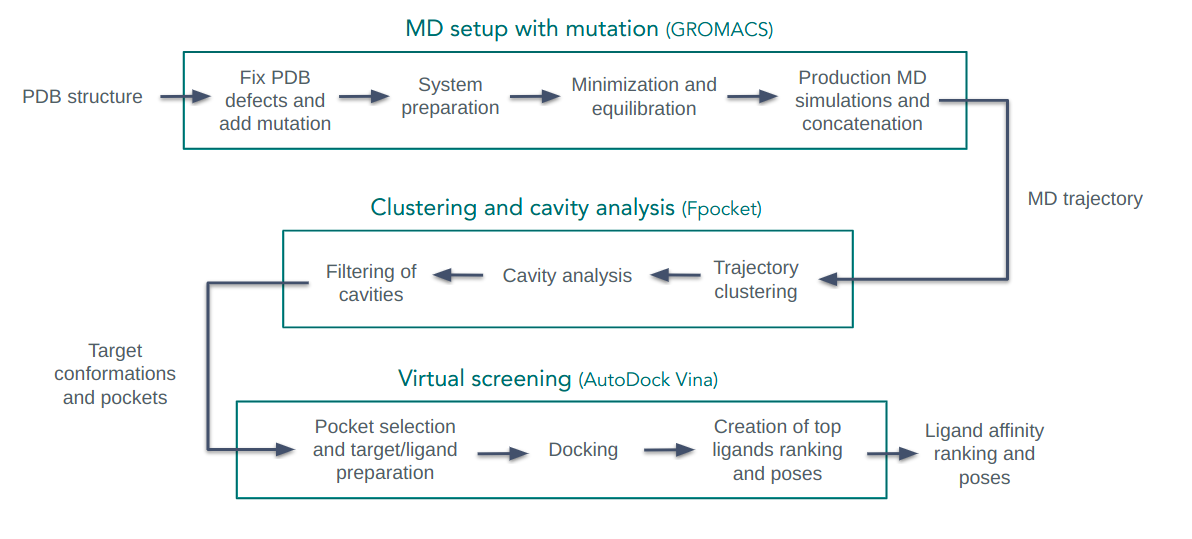 MD setup with mutation (GROMACS)
PDB structure
Fix PDB
defects and
add mutation
System
preparation
Minimization and
equilibration
Production MD
simulations and
concatenation
MD trajectory
Clustering and cavity analysis (Fpocket)
Trajectory
clustering
Cavity analysis
Filtering of
cavities
Target
conformations
and pockets
Virtual screening (AutoDock Vina)
Pocket selection
and target/ligand
preparation
Docking
Creation of top
ligands ranking
and poses
Ligand affinity
ranking and
poses